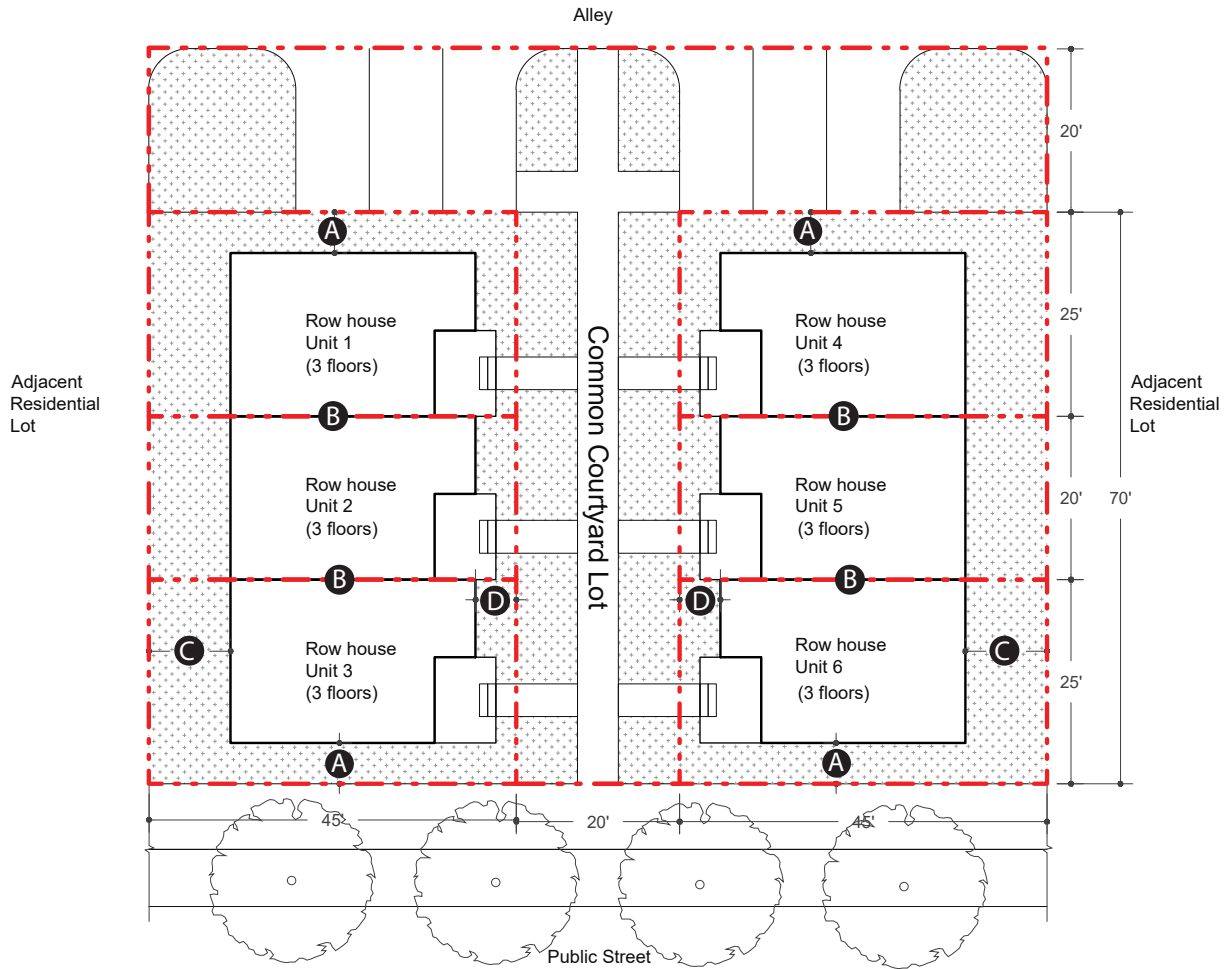 Alley
20'
A
A
25'
Row house
Unit 1
(3 floors)
Row house
Unit 4
(3 floors)
Common Courtyard Lot
Adjacent
Residential
Lot
Adjacent
Residential
Lot
B
B
Row house
Unit 2
(3 floors)
Row house
Unit 5
(3 floors)
20'
70'
B
B
D
D
C
Row house
Unit 3
(3 floors)
Row house
Unit 6
(3 floors)
C
25'
A
A
45'
20'
45'
Public Street